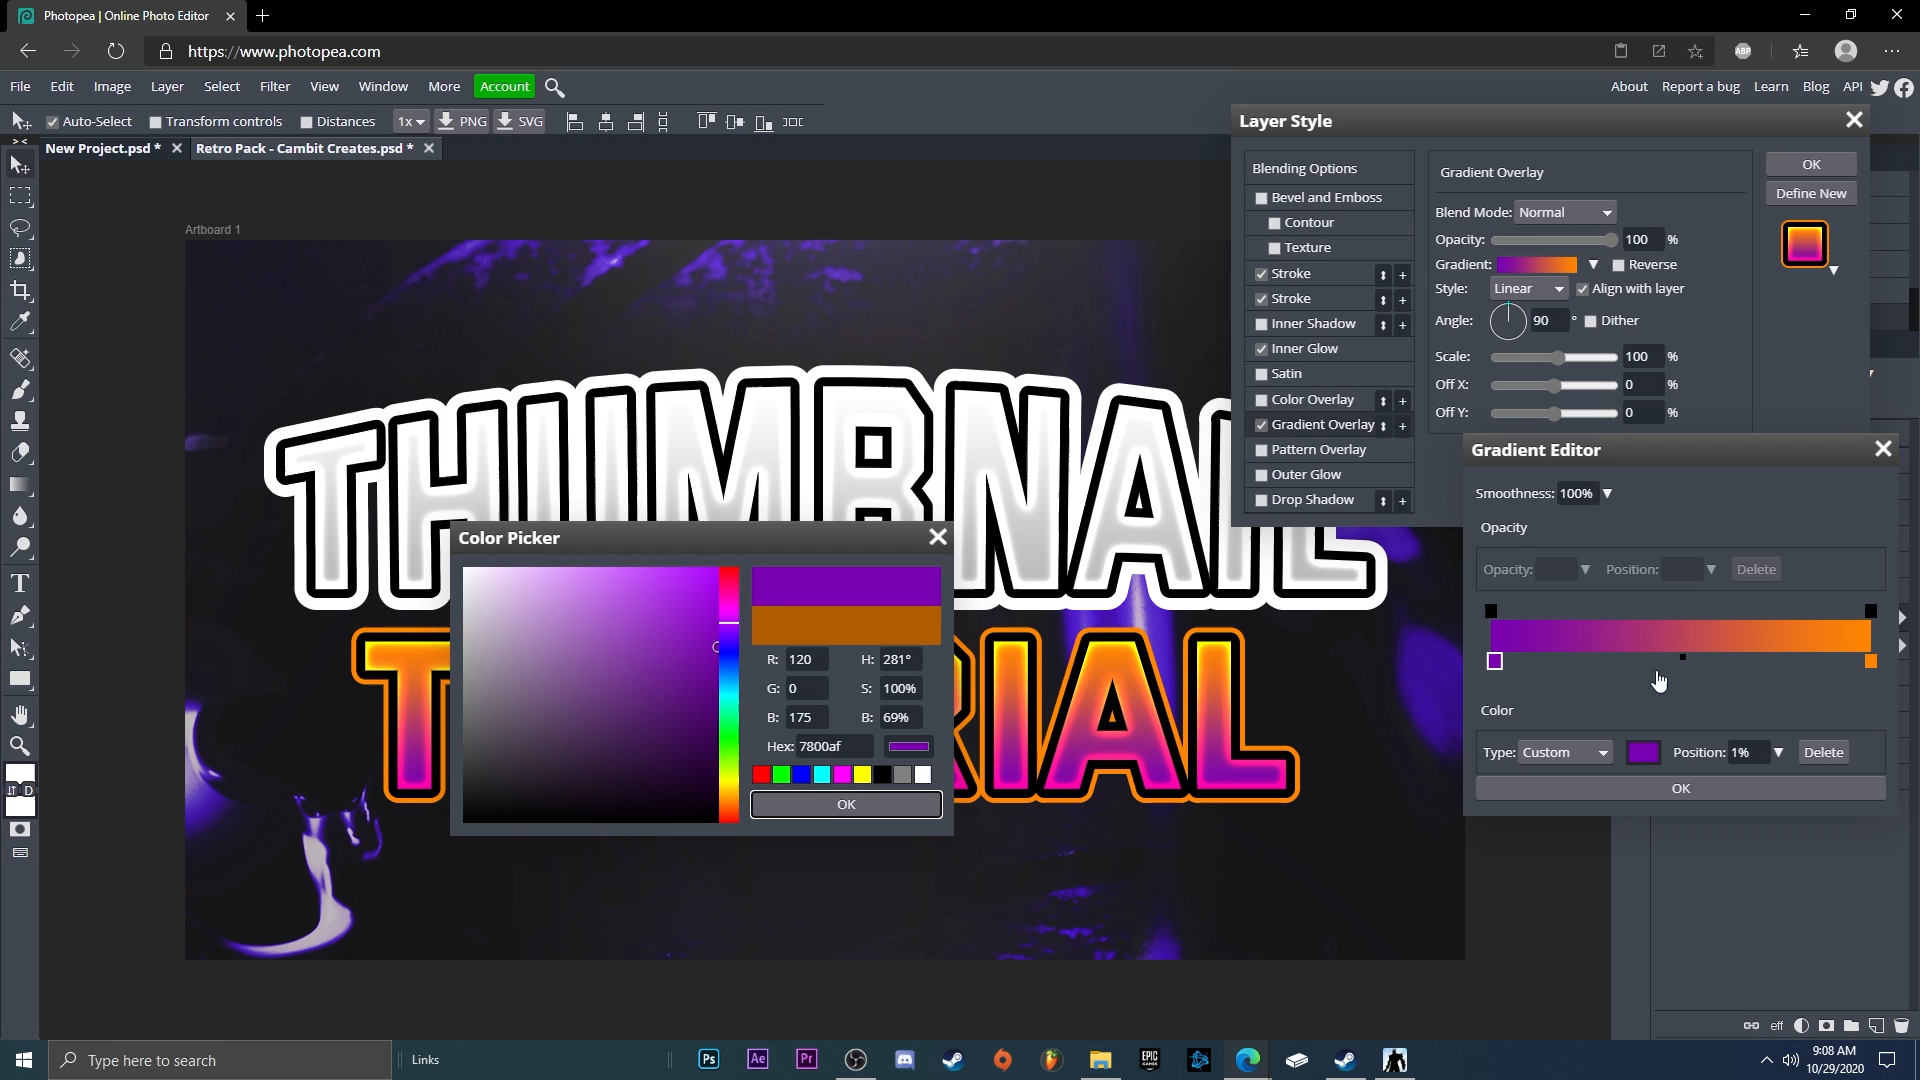 Photopea | Online Photo Editor
https://www.photopea.com
ABP
File Edit Image Layer Select Filter View Window More Account
About Report a bug Learn Blog API
Auto-Select Transform controls Distances 1x PNG SVG
New Project.psd * Retro Pack - Cambit Creates.psd *
Artboard 1
THUMBNAIL
RIAL
Layer Style
Blending Options
Bevel and Emboss
Contour
Texture
Stroke
Stroke
Inner Shadow
Inner Glow
Satin
Color Overlay
Gradient Overlay
Pattern Overlay
Outer Glow
Drop Shadow
Gradient Overlay
Blend Mode: Normal
Opacity: 100 %
Gradient: Reverse
Style: Linear Align with layer
Angle: 90 ° Dither
Scale: 100 %
Off X: 0 %
Off Y: 0 %
OK
Define New
Color Picker
R: 120 H: 281°
G: 0 S: 100%
B: 175 B: 69%
Hex: 7800af
OK
Gradient Editor
Smoothness: 100%
Opacity
Opacity: Position: Delete
Color
Type: Custom Position: 1% Delete
OK
T
D
eff
Type here to search
Links
Ps Ae Pr
EPIC GAMES
9:08 AM
10/29/2020